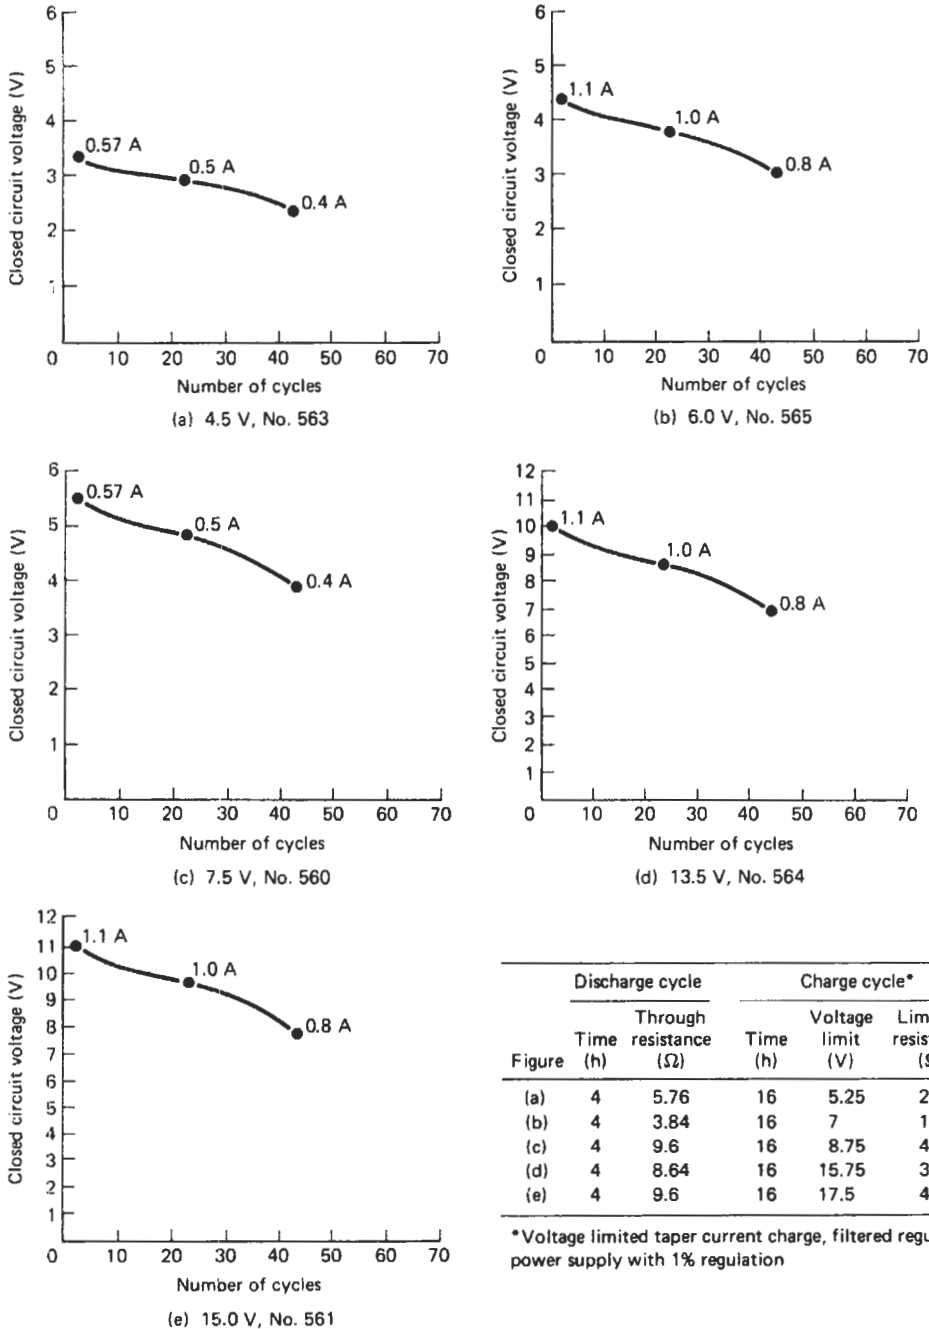 Closed circuit voltage (V)
6
5
4
3
2
1
0.57 A
0.5 A
0.4 A
0 10 20 30 40 50 60 70
Number of cycles
(a) 4.5 V, No. 563
Closed circuit voltage (V)
6
5
4
3
2
1
1.1 A
1.0 A
0.8 A
0 10 20 30 40 50 60 70
Number of cycles
(b) 6.0 V, No. 565
Closed circuit voltage (V)
6
5
4
3
2
1
0.57 A
0.5 A
0.4 A
0 10 20 30 40 50 60 70
Number of cycles
(c) 7.5 V, No. 560
Closed circuit voltage (V)
12
11
10
9
8
7
6
5
4
3
2
1
1.1 A
1.0 A
0.8 A
0 10 20 30 40 50 60 70
Number of cycles
(d) 13.5 V, No. 564
Closed circuit voltage (V)
12
11
10
9
8
7
6
5
4
3
2
1
1.1 A
1.0 A
0.8 A
0 10 20 30 40 50 60 70
Number of cycles
(e) 15.0 V, No. 561
Discharge cycle Charge cycle*
Through Voltage Lim
Time resistance Time limit resist
Figure (h) (Ω) (h) (V)
(a) 4 5.76 16 5.25 2
(b) 4 3.84 16 7 1
(c) 4 9.6 16 8.75 4
(d) 4 8.64 16 15.75 3
(e) 4 9.6 16 17.5 4
*Voltage limited taper current charge, filtered regu
power supply with 1% regulation